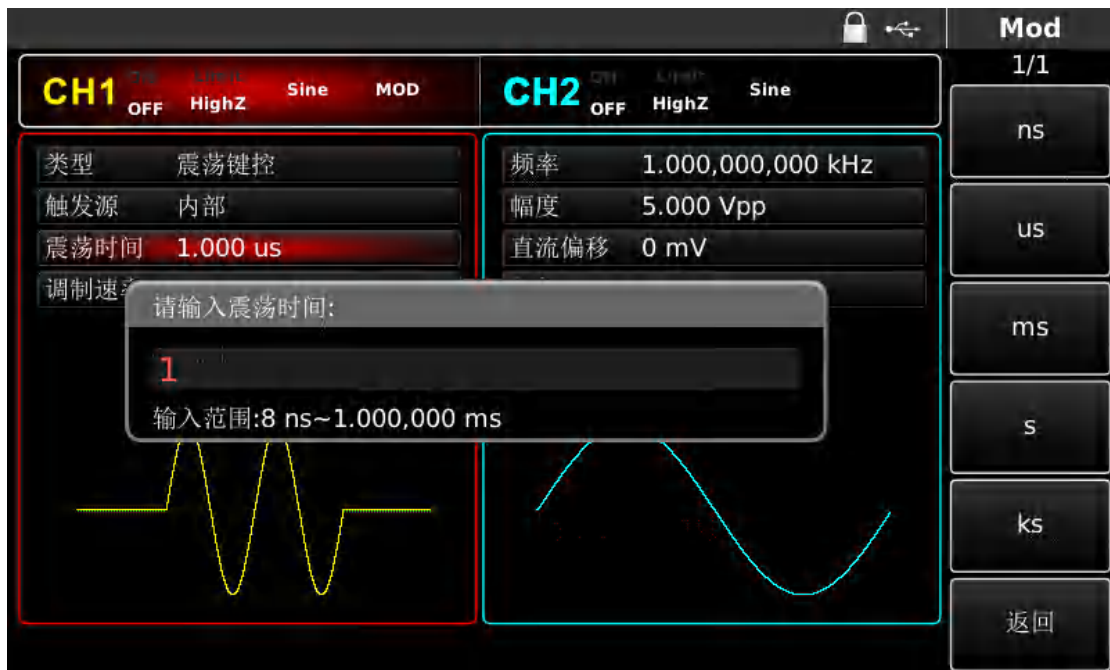 Mod
1/1
CH1 OFF HighZ Sine MOD
CH2 OFF HighZ Sine
类型 震荡键控
触发源 内部
震荡时间 1.000 us
调制速
频率 1.000,000,000 kHz
幅度 5.000 Vpp
直流偏移 0 mV
请输入震荡时间:
1
输入范围:8 ns~1.000,000 ms
ns
us
ms
s
ks
返回